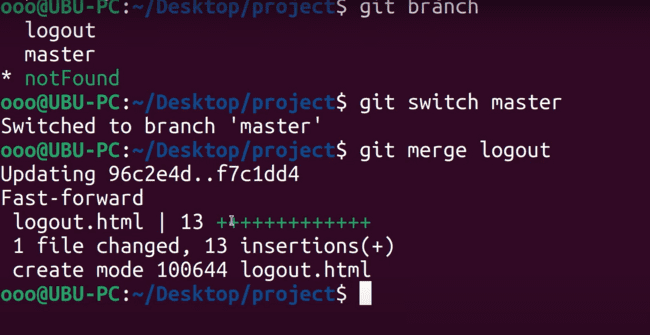 ooo@UBU-PC:~/Desktop/project$ git branch
  logout
  master
* notFound
ooo@UBU-PC:~/Desktop/project$ git switch master
Switched to branch 'master'
ooo@UBU-PC:~/Desktop/project$ git merge logout
Updating 96c2e4d..f7c1dd4
Fast-forward
 logout.html | 13 +++++++++++++
 1 file changed, 13 insertions(+)
 create mode 100644 logout.html
ooo@UBU-PC:~/Desktop/project$